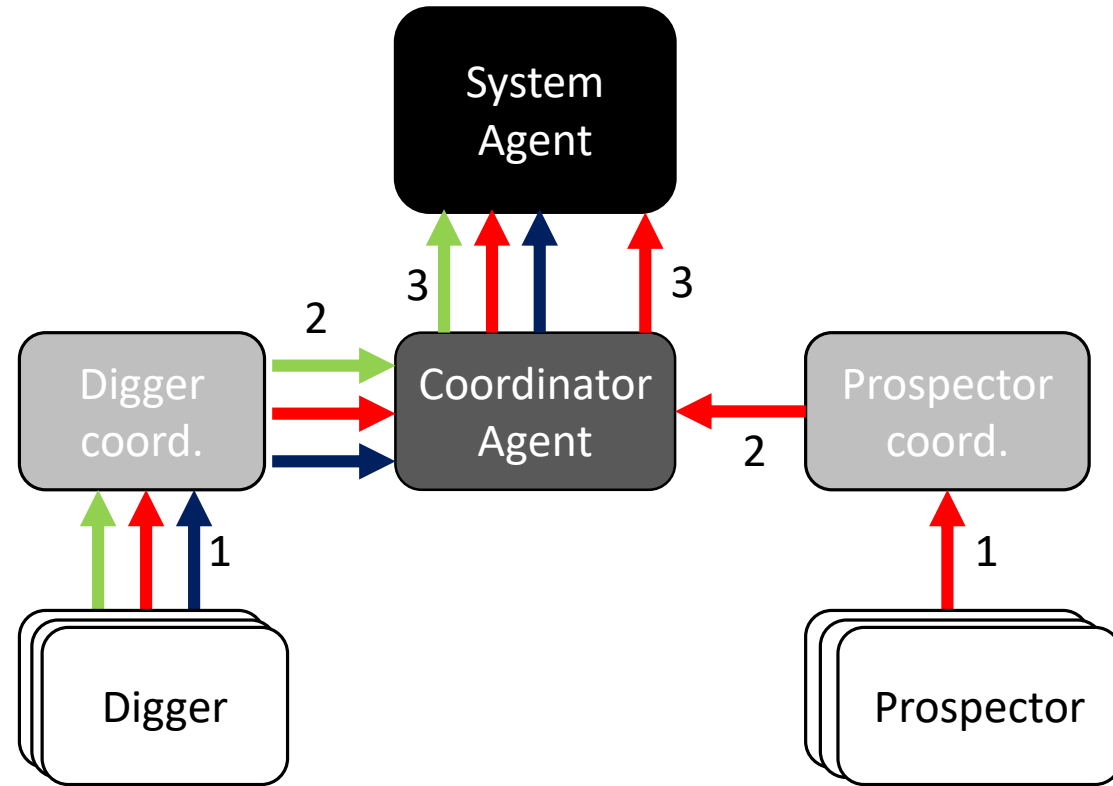 System
Agent
3
3
2
Digger
coord.
Coordinator
Agent
Prospector
coord.
2
1
1
Digger
Prospector